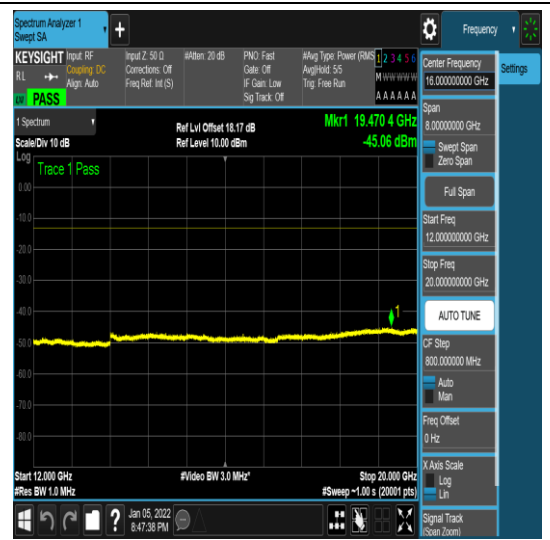 Spectrum Analyzer 1
Swept SA
+
Frequency
KEYSIGHT
RL
LXI PASS
Input: RF
Coupling: DC
Align: Auto
Input Z: 50 Ω
Corrections: Off
Freq Ref: Int (S)
#Atten: 20 dB
PNO: Fast
Gate: Off
IF Gain: Low
Sig Track: Off
#Avg Type: Power (RMS
Avg|Hold: 5/5
Trig: Free Run
1 2 3 4 5 6
M W W W W W
A A A A A A
Settings
Center Frequency
16.000000000 GHz
Span
8.00000000 GHz
Swept Span
Zero Span
Full Span
Start Freq
12.000000000 GHz
Stop Freq
20.000000000 GHz
AUTO TUNE
CF Step
800.000000 MHz
Auto
Man
Freq Offset
0 Hz
X Axis Scale
Log
Lin
Signal Track
(Span Zoom)
1 Spectrum
Scale/Div 10 dB
Ref Lvl Offset 18.17 dB
Ref Level 10.00 dBm
Mkr1 19.470 4 GHz
-45.06 dBm
Log
Trace 1 Pass
0.00
-10.0
-20.0
-30.0
-40.0
-50.0
-60.0
-70.0
-80.0
1
Start 12.000 GHz
#Res BW 1.0 MHz
#Video BW 3.0 MHz*
Stop 20.000 GHz
#Sweep ~1.00 s (20001 pts)
?
Jan 05, 2022
8:47:38 PM